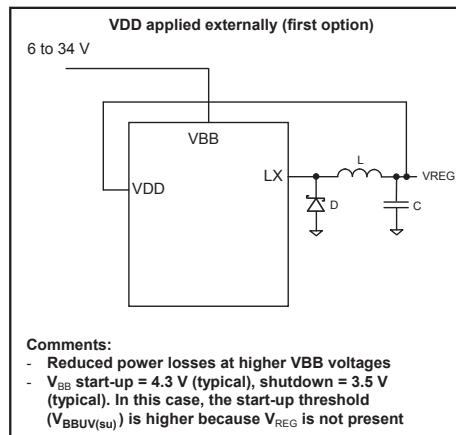 VDD applied externally (first option)
6 to 34 V
VBB
VDD
LX
L
VREG
D
C
Comments:
- Reduced power losses at higher VBB voltages
- VBB start-up = 4.3 V (typical), shutdown = 3.5 V
(typical). In this case, the start-up threshold
(VBBUV(su)) is higher because VREG is not present